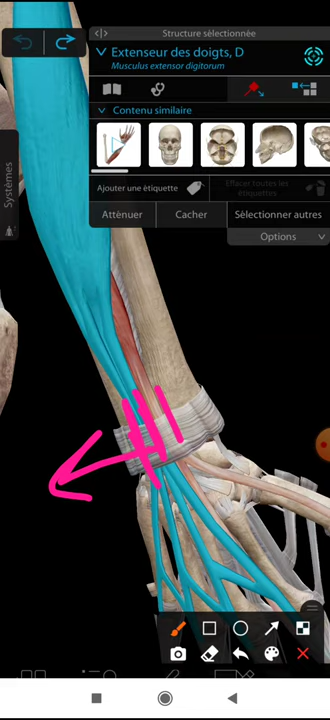 Structure sélectionnée
Extenseur des doigts, D
Musculus extensor digitorum
Contenu similaire
Ajouter une étiquette
Effacer toutes les étiquettes
Atténuer
Cacher
Sélectionner autres
Options
Systèmes